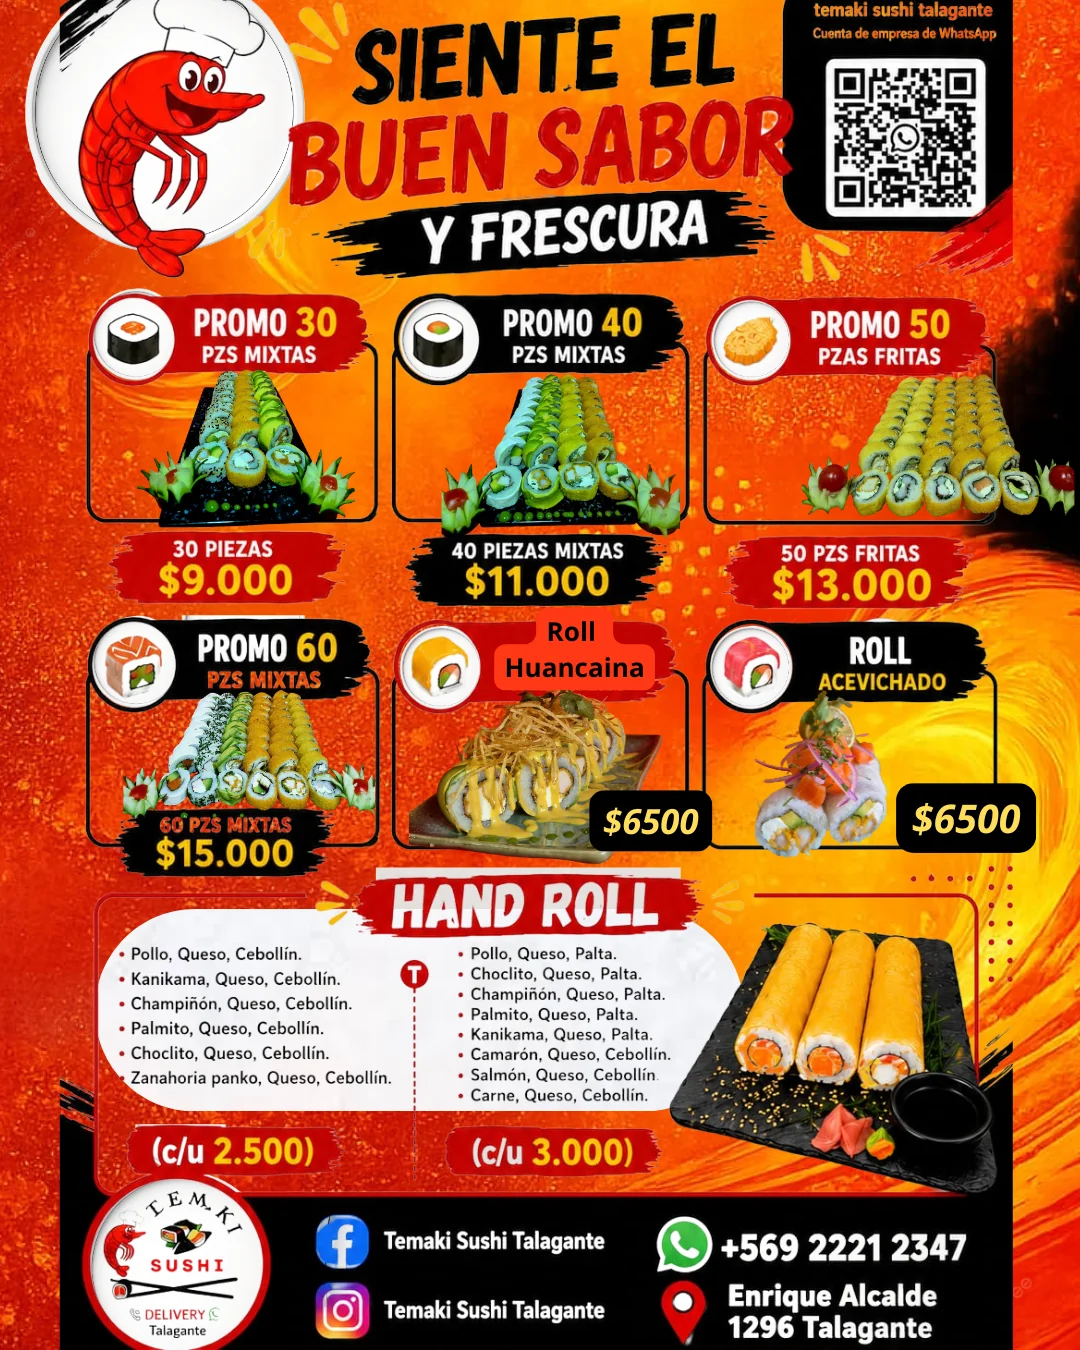 temaki sushi talagante
Cuenta de empresa de WhatsApp
SIENTE EL
BUEN SABOR
Y FRESCURA
PROMO 30
PZS MIXTAS
30 PIEZAS
$9.000
PROMO 40
PZS MIXTAS
40 PIEZAS MIXTAS
$11.000
PROMO 50
PZAS FRITAS
50 PZS FRITAS
$13.000
PROMO 60
PZS MIXTAS
60 PZS MIXTAS
$15.000
Roll
Huancaina
$6500
ROLL
ACEVICHADO
$6500
HAND ROLL
• Pollo, Queso, Cebollín.
• Kanikama, Queso, Cebollín.
• Champiñón, Queso, Cebollín.
• Palmito, Queso, Cebollín.
• Choclito, Queso, Cebollín.
• Zanahoria panko, Queso, Cebollín.
(c/u 2.500)
T
• Pollo, Queso, Palta.
• Choclito, Queso, Palta.
• Champiñón, Queso, Palta.
• Palmito, Queso, Palta.
• Kanikama, Queso, Palta.
• Camarón, Queso, Cebollín.
• Salmón, Queso, Cebollín
• Carne, Queso, Cebollín.
(c/u 3.000)
TEMKI
SUSHI
DELIVERY
Talagante
Temaki Sushi Talagante
Temaki Sushi Talagante
+569 2221 2347
Enrique Alcalde
1296 Talagante